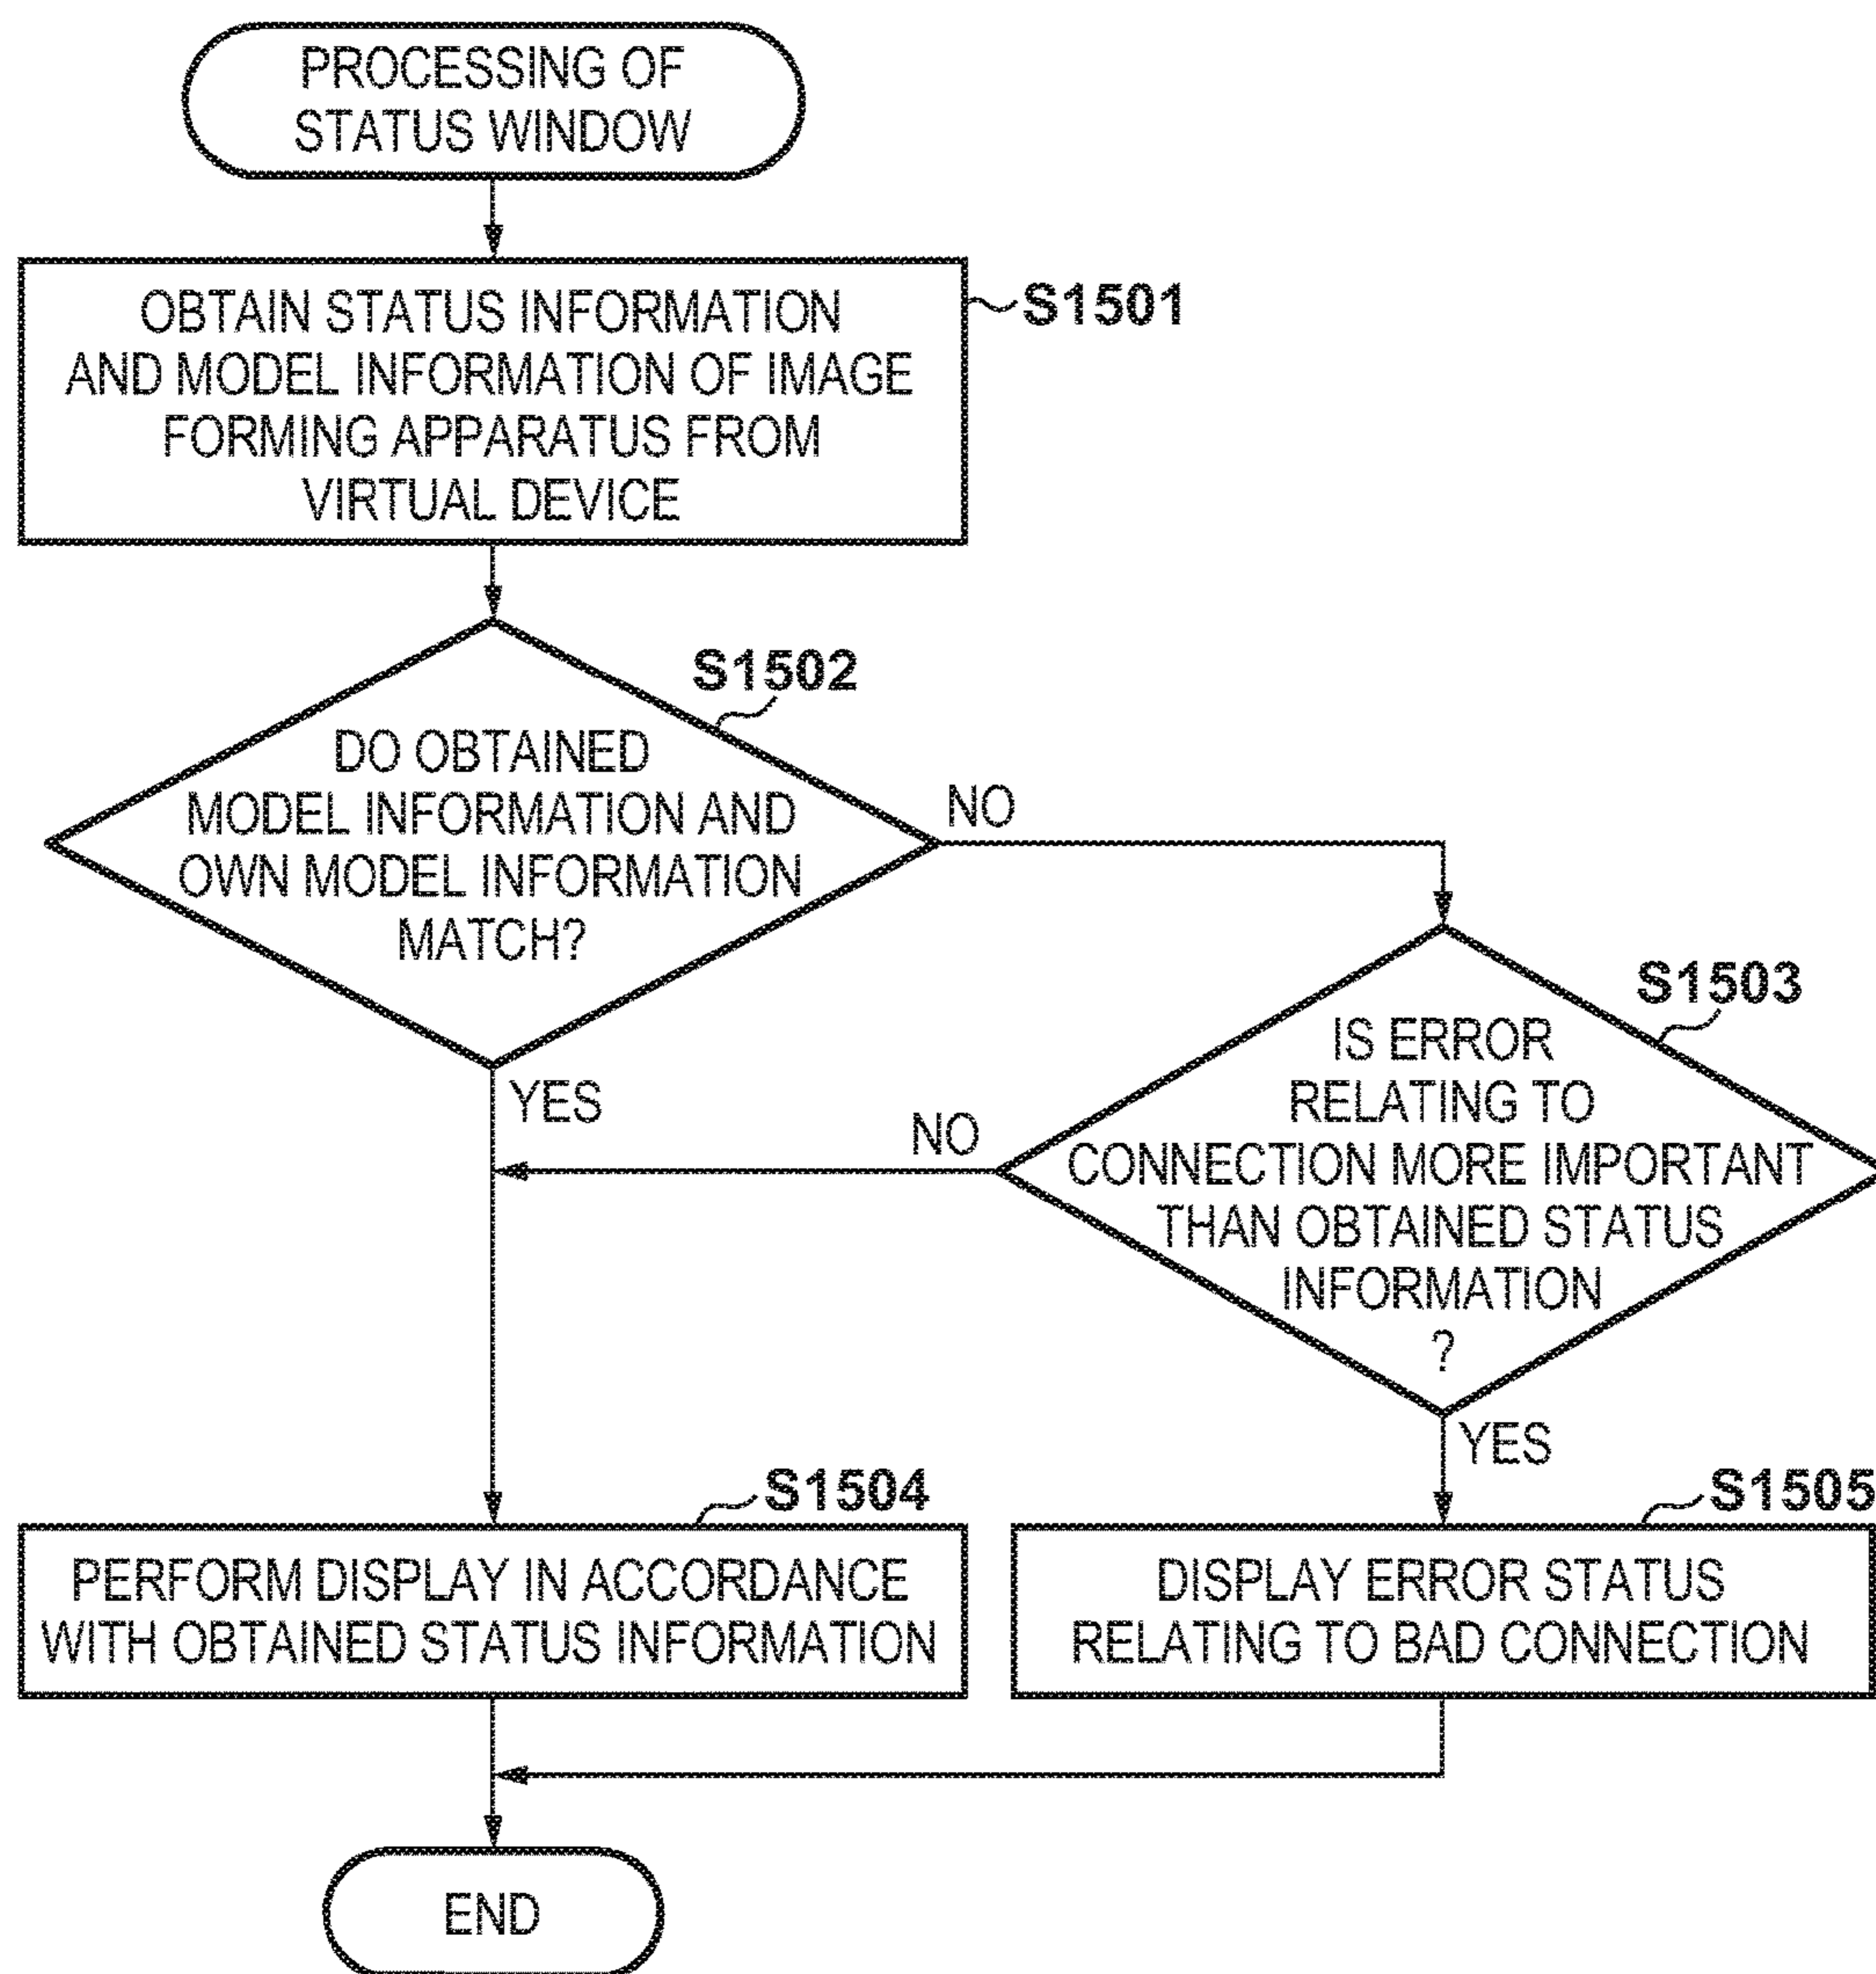 PROCESSING OF
STATUS WINDOW
OBTAIN STATUS INFORMATION
AND MODEL INFORMATION OF IMAGE
FORMING APPARATUS FROM
VIRTUAL DEVICE
S1501
S1502
DO OBTAINED
MODEL INFORMATION AND
OWN MODEL INFORMATION
MATCH?
NO
YES
S1503
IS ERROR
RELATING TO
CONNECTION MORE IMPORTANT
THAN OBTAINED STATUS
INFORMATION
?
NO
YES
S1504
PERFORM DISPLAY IN ACCORDANCE
WITH OBTAINED STATUS INFORMATION
S1505
DISPLAY ERROR STATUS
RELATING TO BAD CONNECTION
END